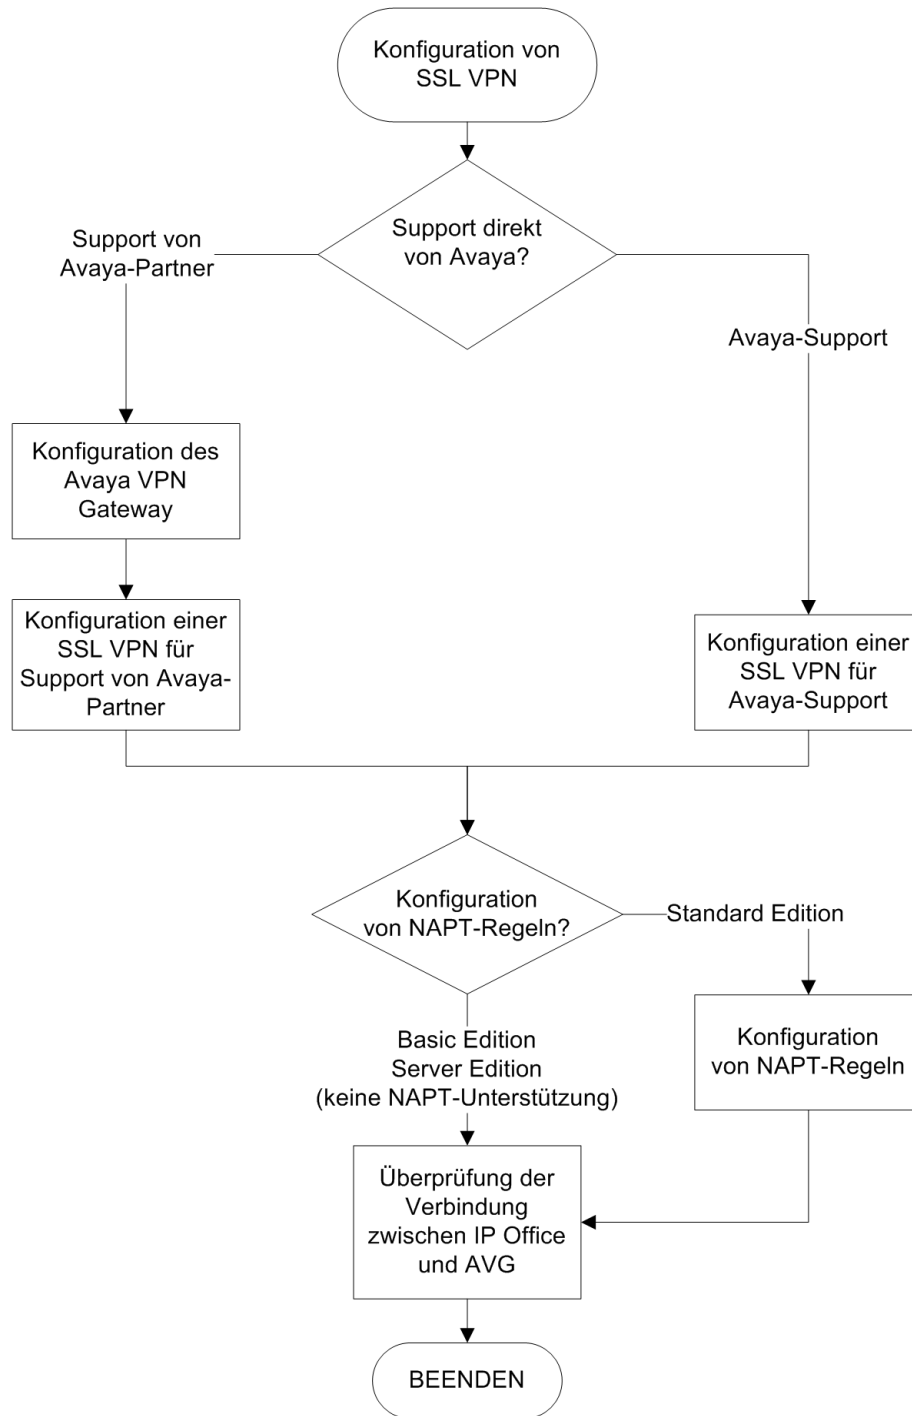 Konfiguration von
SSL VPN
Support direkt
von Avaya?
Support von
Avaya-Partner
Avaya-Support
Konfiguration des
Avaya VPN
Gateway
Konfiguration einer
SSL VPN für
Support von Avaya-
Partner
Konfiguration einer
SSL VPN für
Avaya-Support
Konfiguration
von NAPT-Regeln?
Standard Edition
Basic Edition
Server Edition
(keine NAPT-Unterstützung)
Konfiguration
von NAPT-Regeln
Überprüfung der
Verbindung
zwischen IP Office
und AVG
BEENDEN